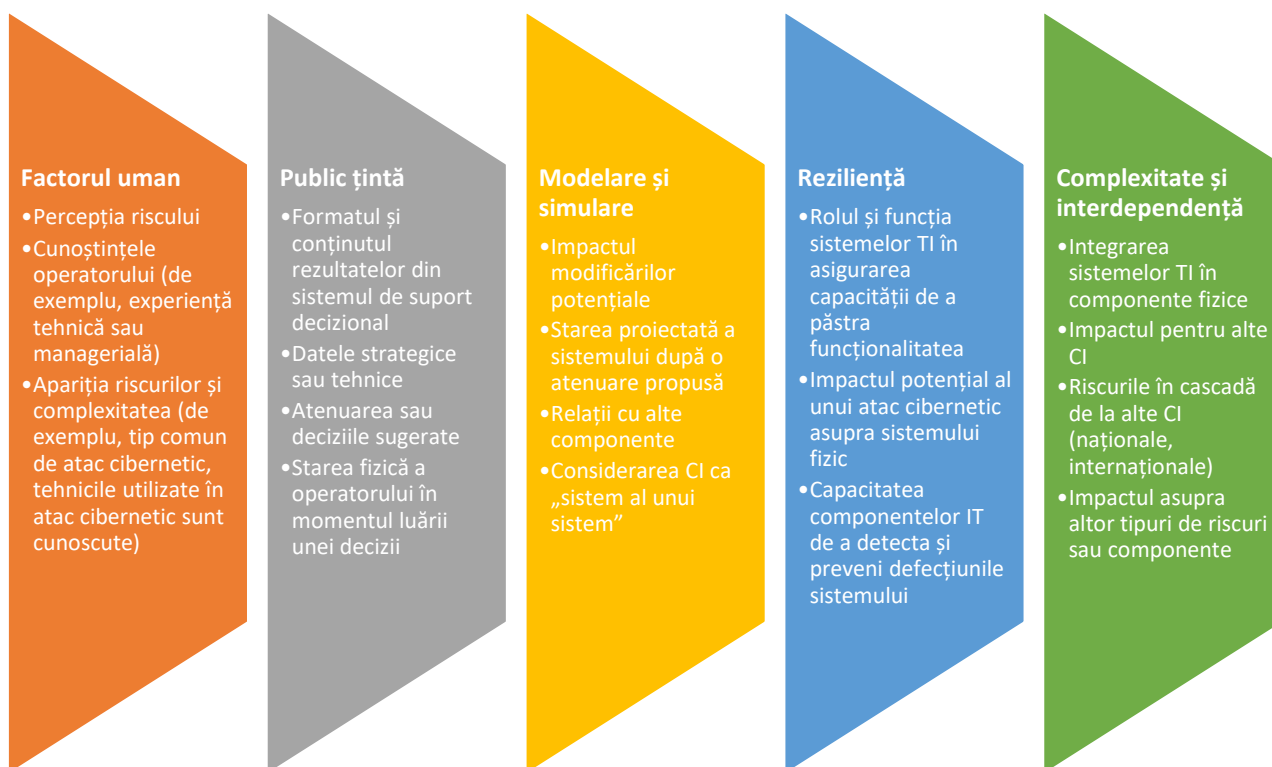 Factorul uman
•Percepția riscului
•Cunoștințele
operatorului (de
exemplu, experiență
tehnică sau
managerială)
•Apariția riscurilor și
complexitatea (de
exemplu, tip comun
de atac cibernetic,
tehnicile utilizate în
atac cibernetic sunt
cunoscute)
Public țintă
•Formatul și
conținutul
rezultatelor din
sistemul de suport
decizional
•Datele strategice
sau tehnice
•Atenuarea sau
deciziile sugerate
•Starea fizică a
operatorului în
momentul luării
unei decizii
Modelare și
simulare
•Impactul
modificărilor
potențiale
•Starea proiectată a
sistemului după o
atenuare propusă
•Relații cu alte
componente
•Considerarea CI ca
„sistem al unui
sistem”
Reziliență
•Rolul și funcția
sistemelor TI în
asigurarea
capacității de a
păstra
funcționalitatea
•Impactul potențial al
unui atac cibernetic
asupra sistemului
fizic
•Capacitatea
componentelor IT
de a detecta și
preveni defecțiunile
sistemului
Complexitate și
interdependență
•Integrarea
sistemelor TI în
componente fizice
•Impactul pentru alte
CI
•Riscurile în cascadă
de la alte CI
(naționale,
internaționale)
•Impactul asupra
altor tipuri de riscuri
sau componente